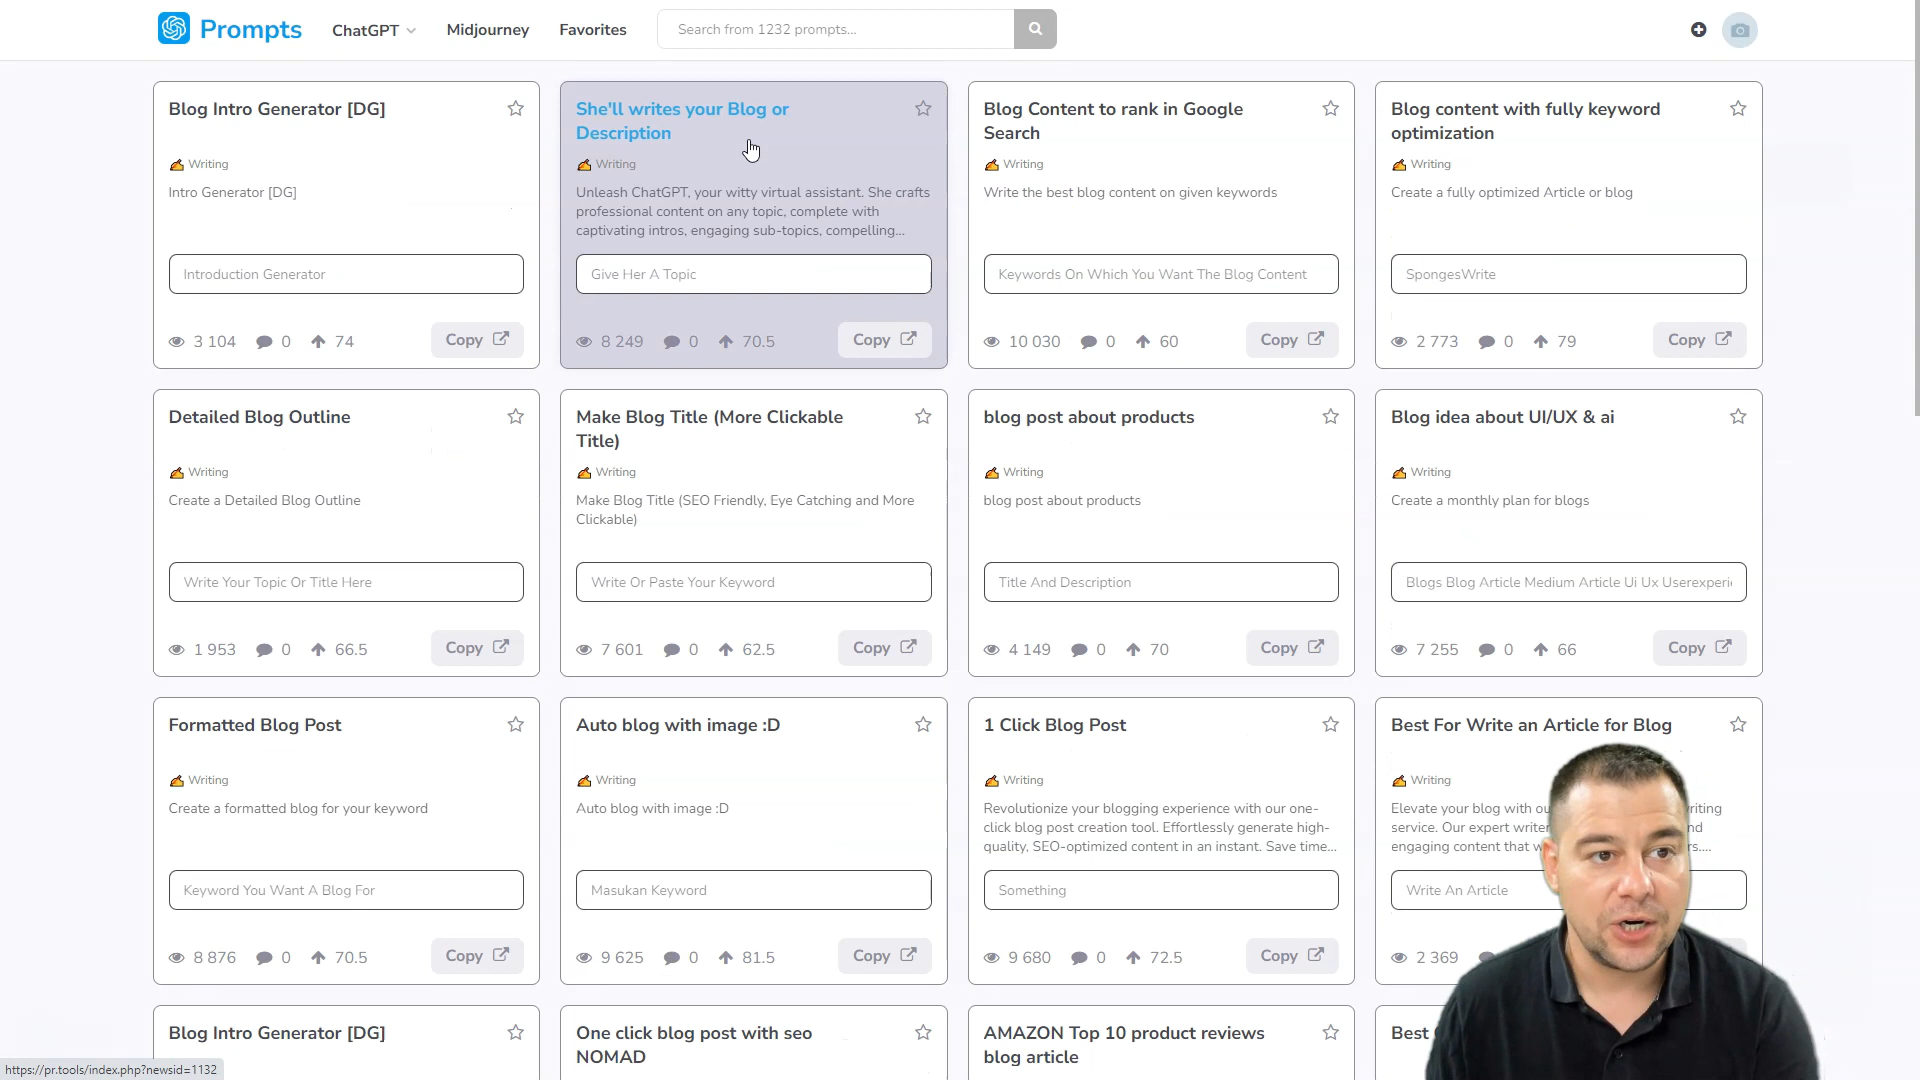 Prompts
ChatGPT
Midjourney
Favorites
Search from 1232 prompts...
Blog Intro Generator [DG]
Writing
Intro Generator [DG]
Introduction Generator
3 104 0 74
Copy
She'll writes your Blog or
Description
Writing
Unleash ChatGPT, your witty virtual assistant. She crafts
professional content on any topic, complete with
captivating intros, engaging sub-topics, compelling...
Give Her A Topic
8 249 0 70.5
Copy
Blog Content to rank in Google
Search
Writing
Write the best blog content on given keywords
Keywords On Which You Want The Blog Content
10 030 0 60
Copy
Blog content with fully keyword
optimization
Writing
Create a fully optimized Article or blog
SpongesWrite
2 773 0 79
Copy
Detailed Blog Outline
Writing
Create a Detailed Blog Outline
Write Your Topic Or Title Here
1 953 0 66.5
Copy
Make Blog Title (More Clickable
Title)
Writing
Make Blog Title (SEO Friendly, Eye Catching and More
Clickable)
Write Or Paste Your Keyword
7 601 0 62.5
Copy
blog post about products
Writing
blog post about products
Title And Description
4 149 0 70
Copy
Blog idea about UI/UX & ai
Writing
Create a monthly plan for blogs
Blogs Blog Article Medium Article Ui Ux
7 255 0 66
Copy
Formatted Blog Post
Writing
Create a formatted blog for your keyword
Keyword You Want A Blog For
8 876 0 70.5
Copy
Auto blog with image :D
Writing
Auto blog with image :D
Masukan Keyword
9 625 0 81.5
Copy
1 Click Blog Post
Writing
Revolutionize your blogging experience with our one-
click blog post creation tool. Effortlessly generate high-
quality, SEO-optimized content in an instant. Save time...
Something
9 680 0 72.5
Copy
Best For Write an Article for Blog
Writing
Elevate your blog with
service. Our expert
engaging content that
Write An Article
2 369
Blog Intro Generator [DG]
One click blog post with seo
NOMAD
AMAZON Top 10 product reviews
blog article
Best
https://pr.tools/index.php?newsid=1132